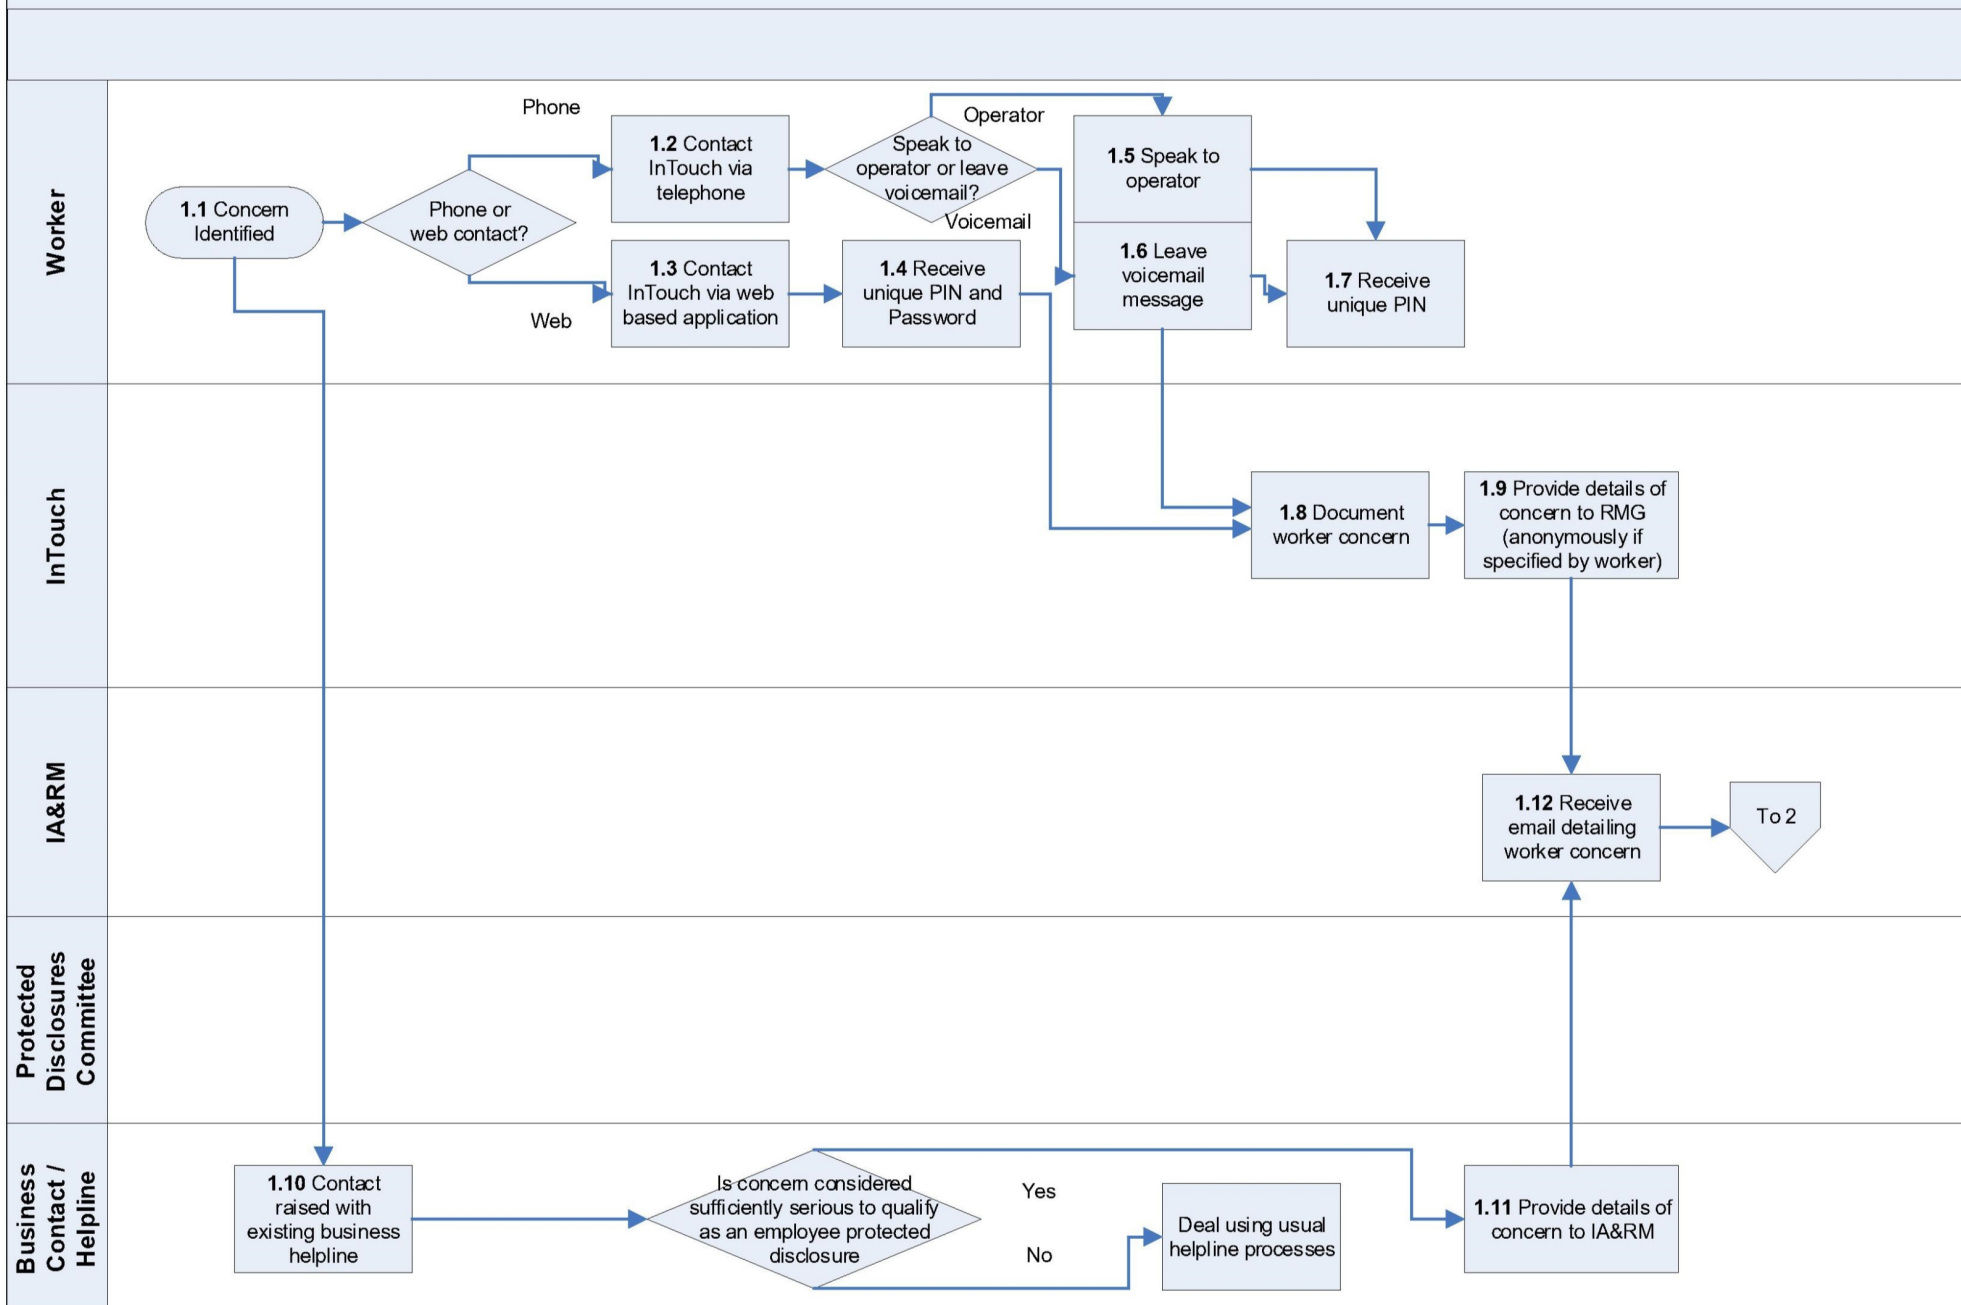 Worker
Phone
1.1 Concern
Identified
Phone or
web contact?
Web
1.2 Contact
InTouch via
telephone
1.3 Contact
InTouch via web
based application
Speak to
operator or leave
voicemail?
Operator
Voicemail
1.4 Receive
unique PIN and
Password
1.5 Speak to
operator
1.6 Leave
voicemail
message
1.7 Receive
unique PIN
InTouch
1.8 Document
worker concern
1.9 Provide details of
concern to RMG
(anonymously if
specified by worker)
IA&RM
1.12 Receive
email detailing
worker concern
To 2
Protected
Disclosures
Committee
Business
Contact /
Helpline
1.10 Contact
raised with
existing business
helpline
Is concern considered
sufficiently serious to qualify
as an employee protected
disclosure
Yes
No
Deal using usual
helpline processes
1.11 Provide details of
concern to IA&RM